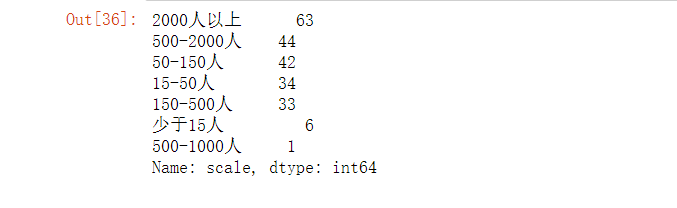 Out[36]: 2000人以上 63
500-2000人 44
50-150人 42
15-50人 34
150-500人 33
少于15人 6
500-1000人 1
Name: scale, dtype: int64